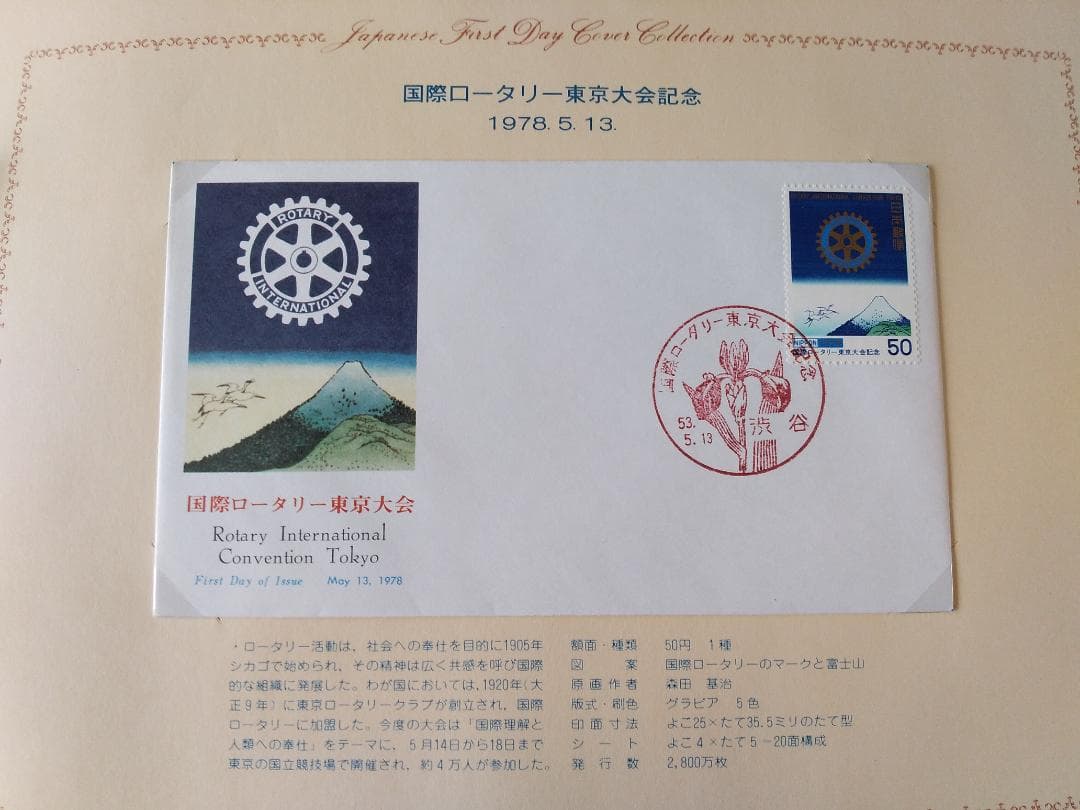 Japanese First Day Cover Collection
国際ロータリー東京大会記念
1978. 5. 13.
ROTARY
INTERNATIONAL
国際ロータリー東京大会
Rotary International
Convention Tokyo
First Day of Issue May 13, 1978
国際ロータリー東京大会記念
53.
5. 13
渋谷
NIPPON
国際ロータリー東京大会記念 50
・ロータリー活動は、社会への奉仕を目的に1905年
シカゴで始められ、その精神は広く共感を呼び国際
的な組織に発展した。わが国においては、1920年(大
正9年)に東京ロータリークラブが創立され、国際
ロータリーに加盟した。今度の大会は「国際理解と
人類への奉仕」をテーマに、5月14日から18日まで
東京の国立競技場で開催され、約4万人が参加した。
額面・種類 50円 1種
図案 国際ロータリーのマークと富士山
原画作者 森田 基治
版式・刷色 グラビア 5色
印面寸法 よこ25×たて35.5ミリのたて型
シート よこ4×たて5-20面構成
発行数 2,800万枚